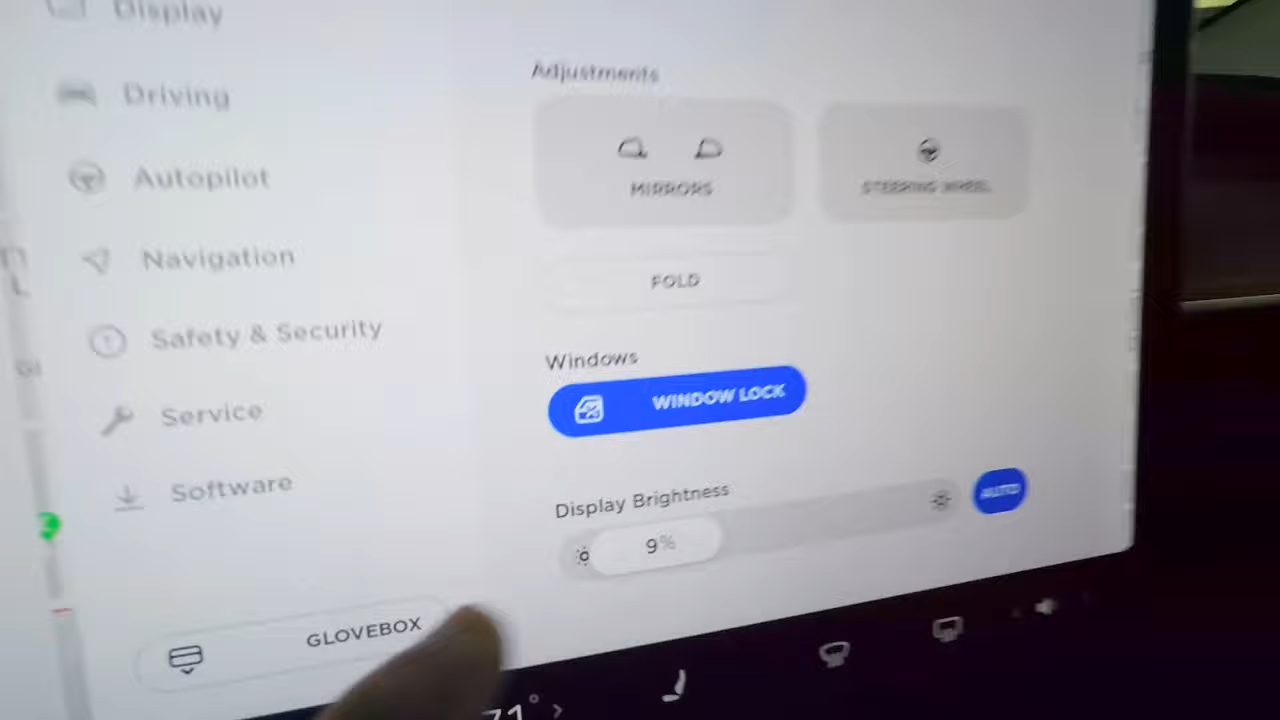 Display
Driving
Autopilot
Navigation
Safety & Security
Service
Software
GLOVEBOX
Adjustments
MIRRORS
STEERING WHEEL
FOLD
Windows
WINDOW LOCK
Display Brightness
9%
AUTO
71°